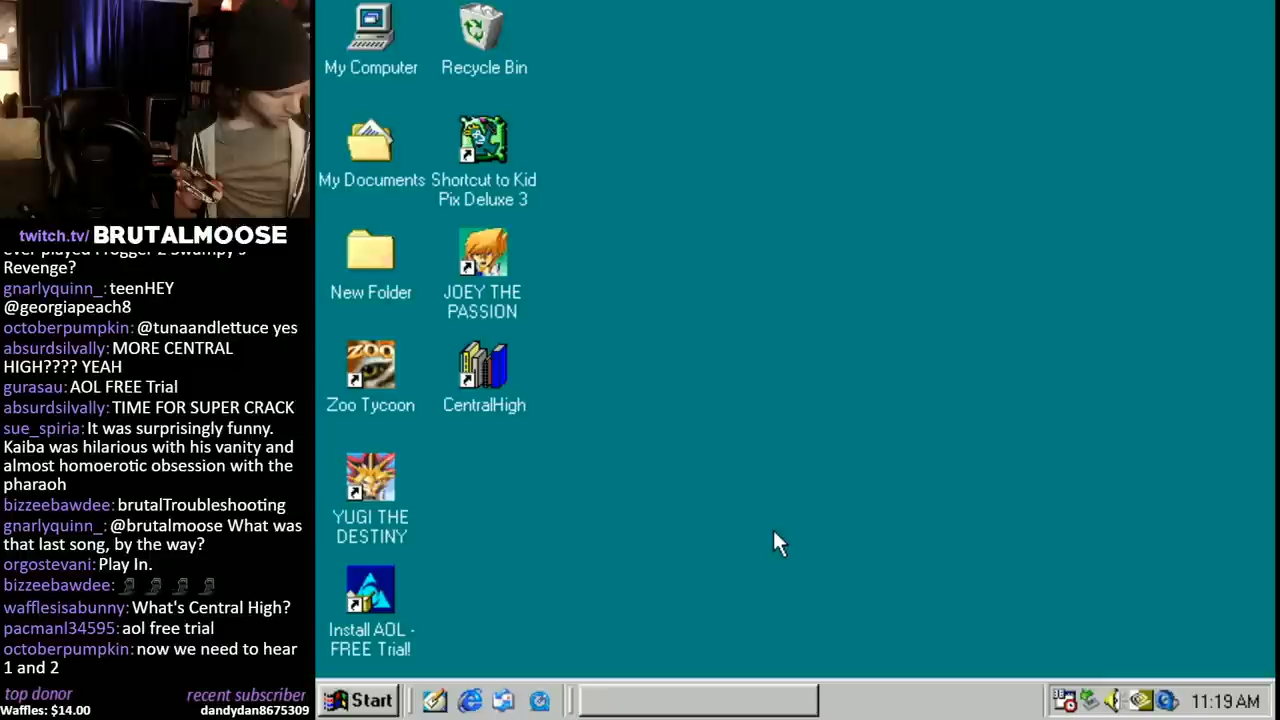 twitch.tv/ BRUTALMOOSE
Revenge?
gnarlyquinn_: teenHEY
@georgiapeach8
octoberpumpkin: @tunaandlettuce yes
absurdsilvally: MORE CENTRAL
HIGH???? YEAH
gurasau: AOL FREE Trial
absurdsilvally: TIME FOR SUPER CRACK
sue_spiria: It was surprisingly funny.
Kaiba was hilarious with his vanity and
almost homoerotic obsession with the
pharaoh
bizzeebawdee: brutalTroubleshooting
gnarlyquinn_: @brutalmoose What was
that last song, by the way?
orgostevani: Play In.
bizzeebawdee:
wafflesisabunny: What's Central High?
pacmanl34595: aol free trial
octoberpumpkin: now we need to hear
1 and 2
top donor
Waffles: $14.00
recent subscriber
dandydan8675309
My Computer
Recycle Bin
My Documents
Shortcut to Kid
Pix Deluxe 3
New Folder
JOEY THE
PASSION
ZOO
Zoo Tycoon
CentralHigh
YUGI THE
DESTINY
Install AOL -
FREE Trial!
Start
11:19 AM